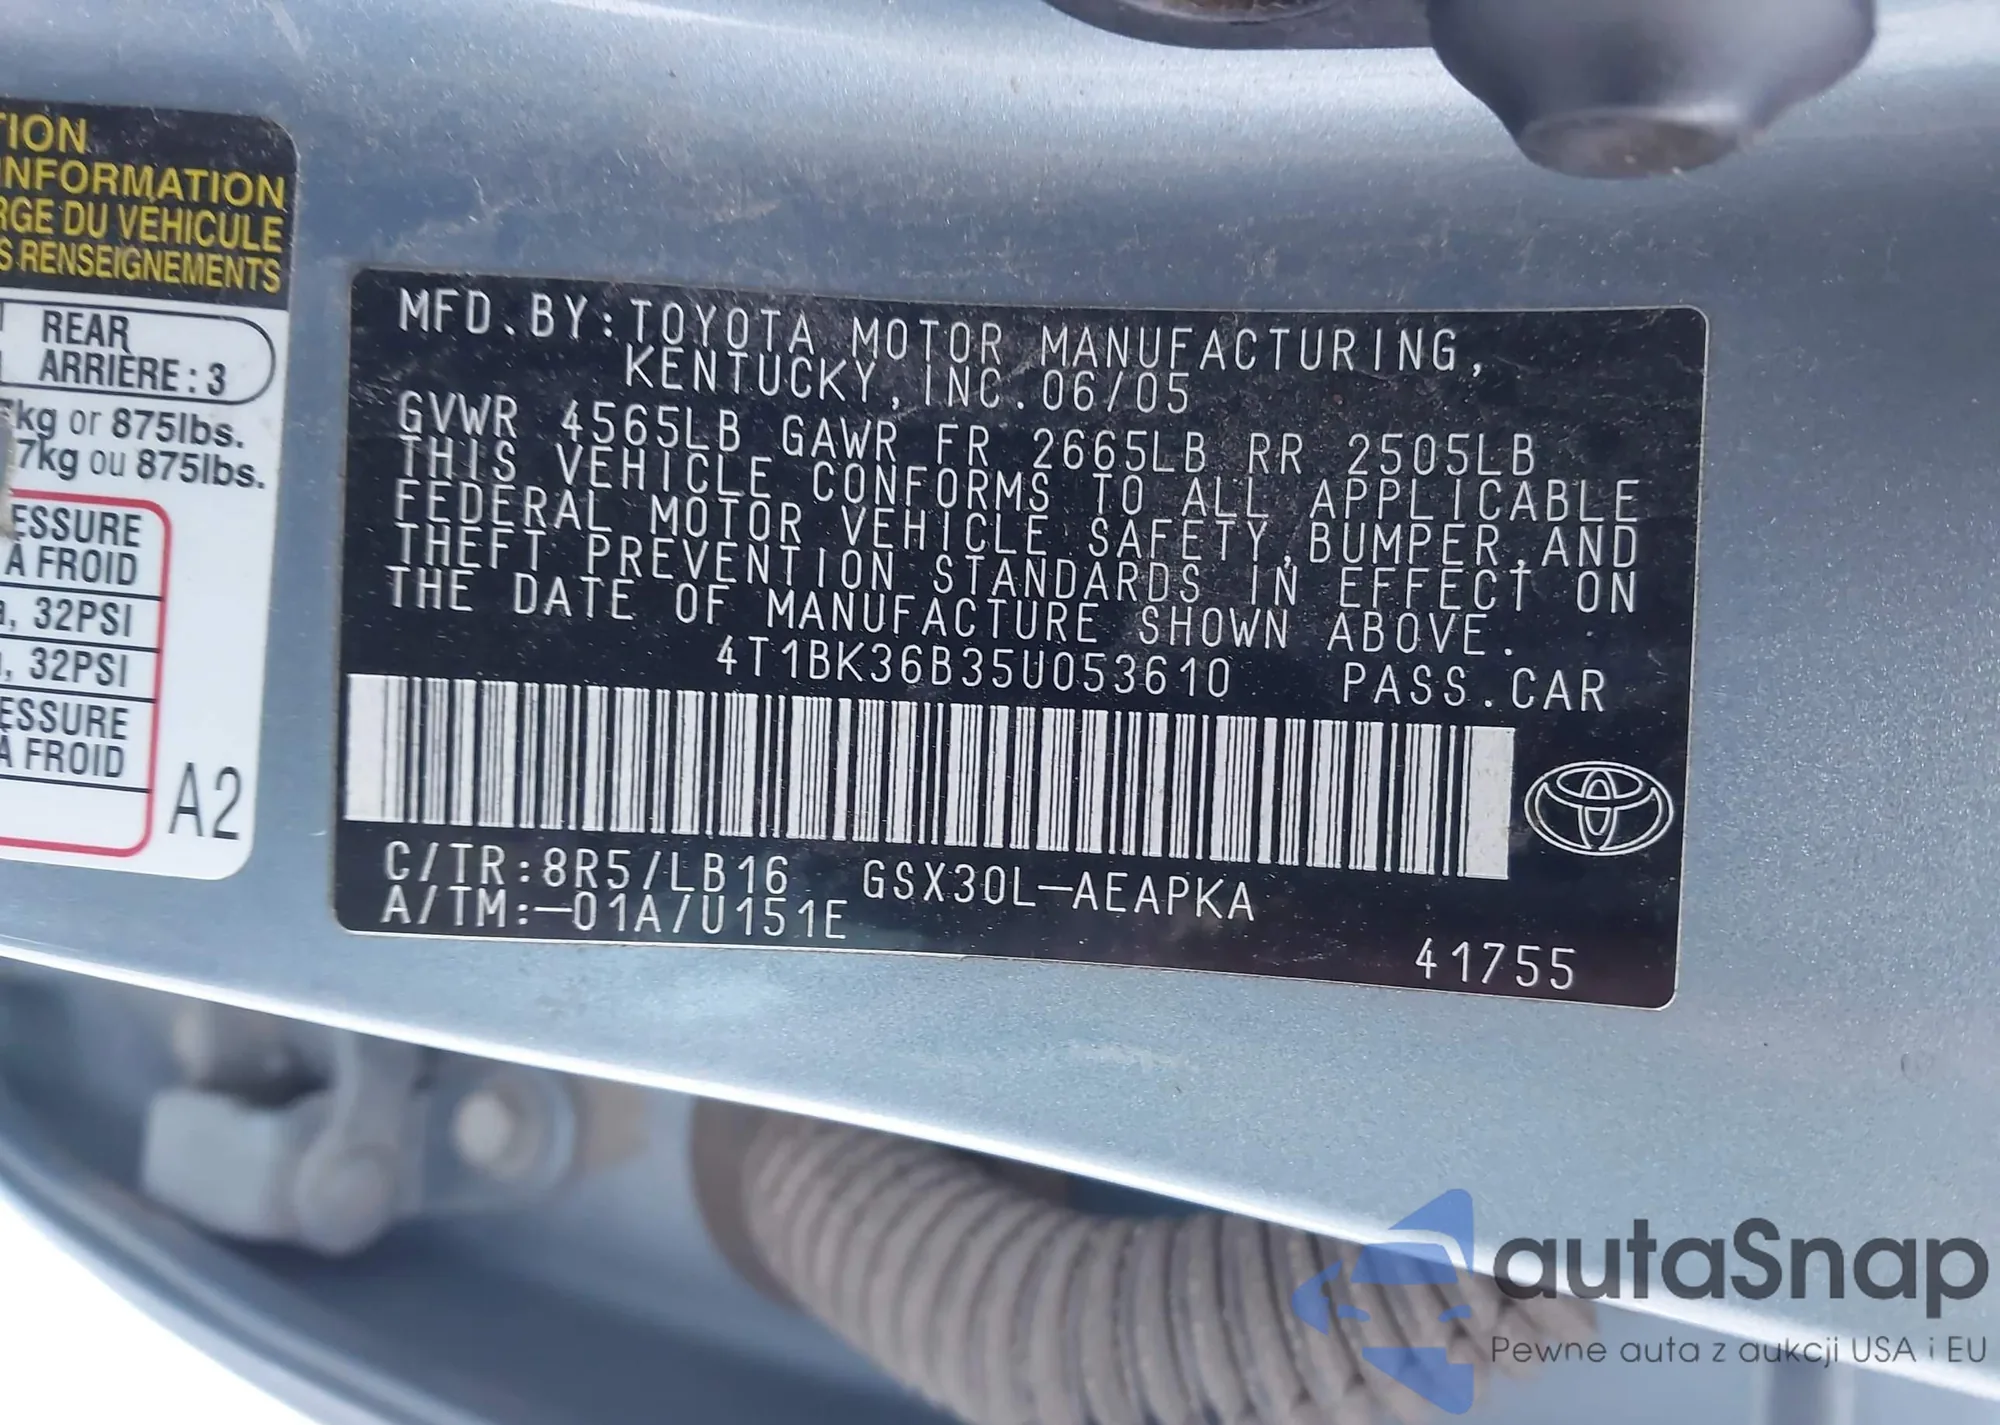 TION
INFORMATION
RGE DU VÉHICULE
S RENSEIGNEMENTS
REAR
ARRIÈRE : 3
kg or 875lbs.
7kg ou 875lbs.
ESSURE
À FROID
, 32PSI
, 32PSI
ESSURE
À FROID
A2
MFD.BY:TOYOTA MOTOR MANUFACTURING,
KENTUCKY,INC.06/05
GVWR 4565LB GAWR FR 2665LB RR 2505LB
THIS VEHICLE CONFORMS TO ALL APPLICABLE
FEDERAL MOTOR VEHICLE SAFETY,BUMPER,AND
THEFT PREVENTION STANDARDS IN EFFECT ON
THE DATE OF MANUFACTURE SHOWN ABOVE.
4T1BK36B35U053610 PASS.CAR
C/TR:8R5/LB16 GSX30L-AEAPKA
A/TM:-01A/U151E
41755
autaSnap
Pewne auta z aukcji USA i EU